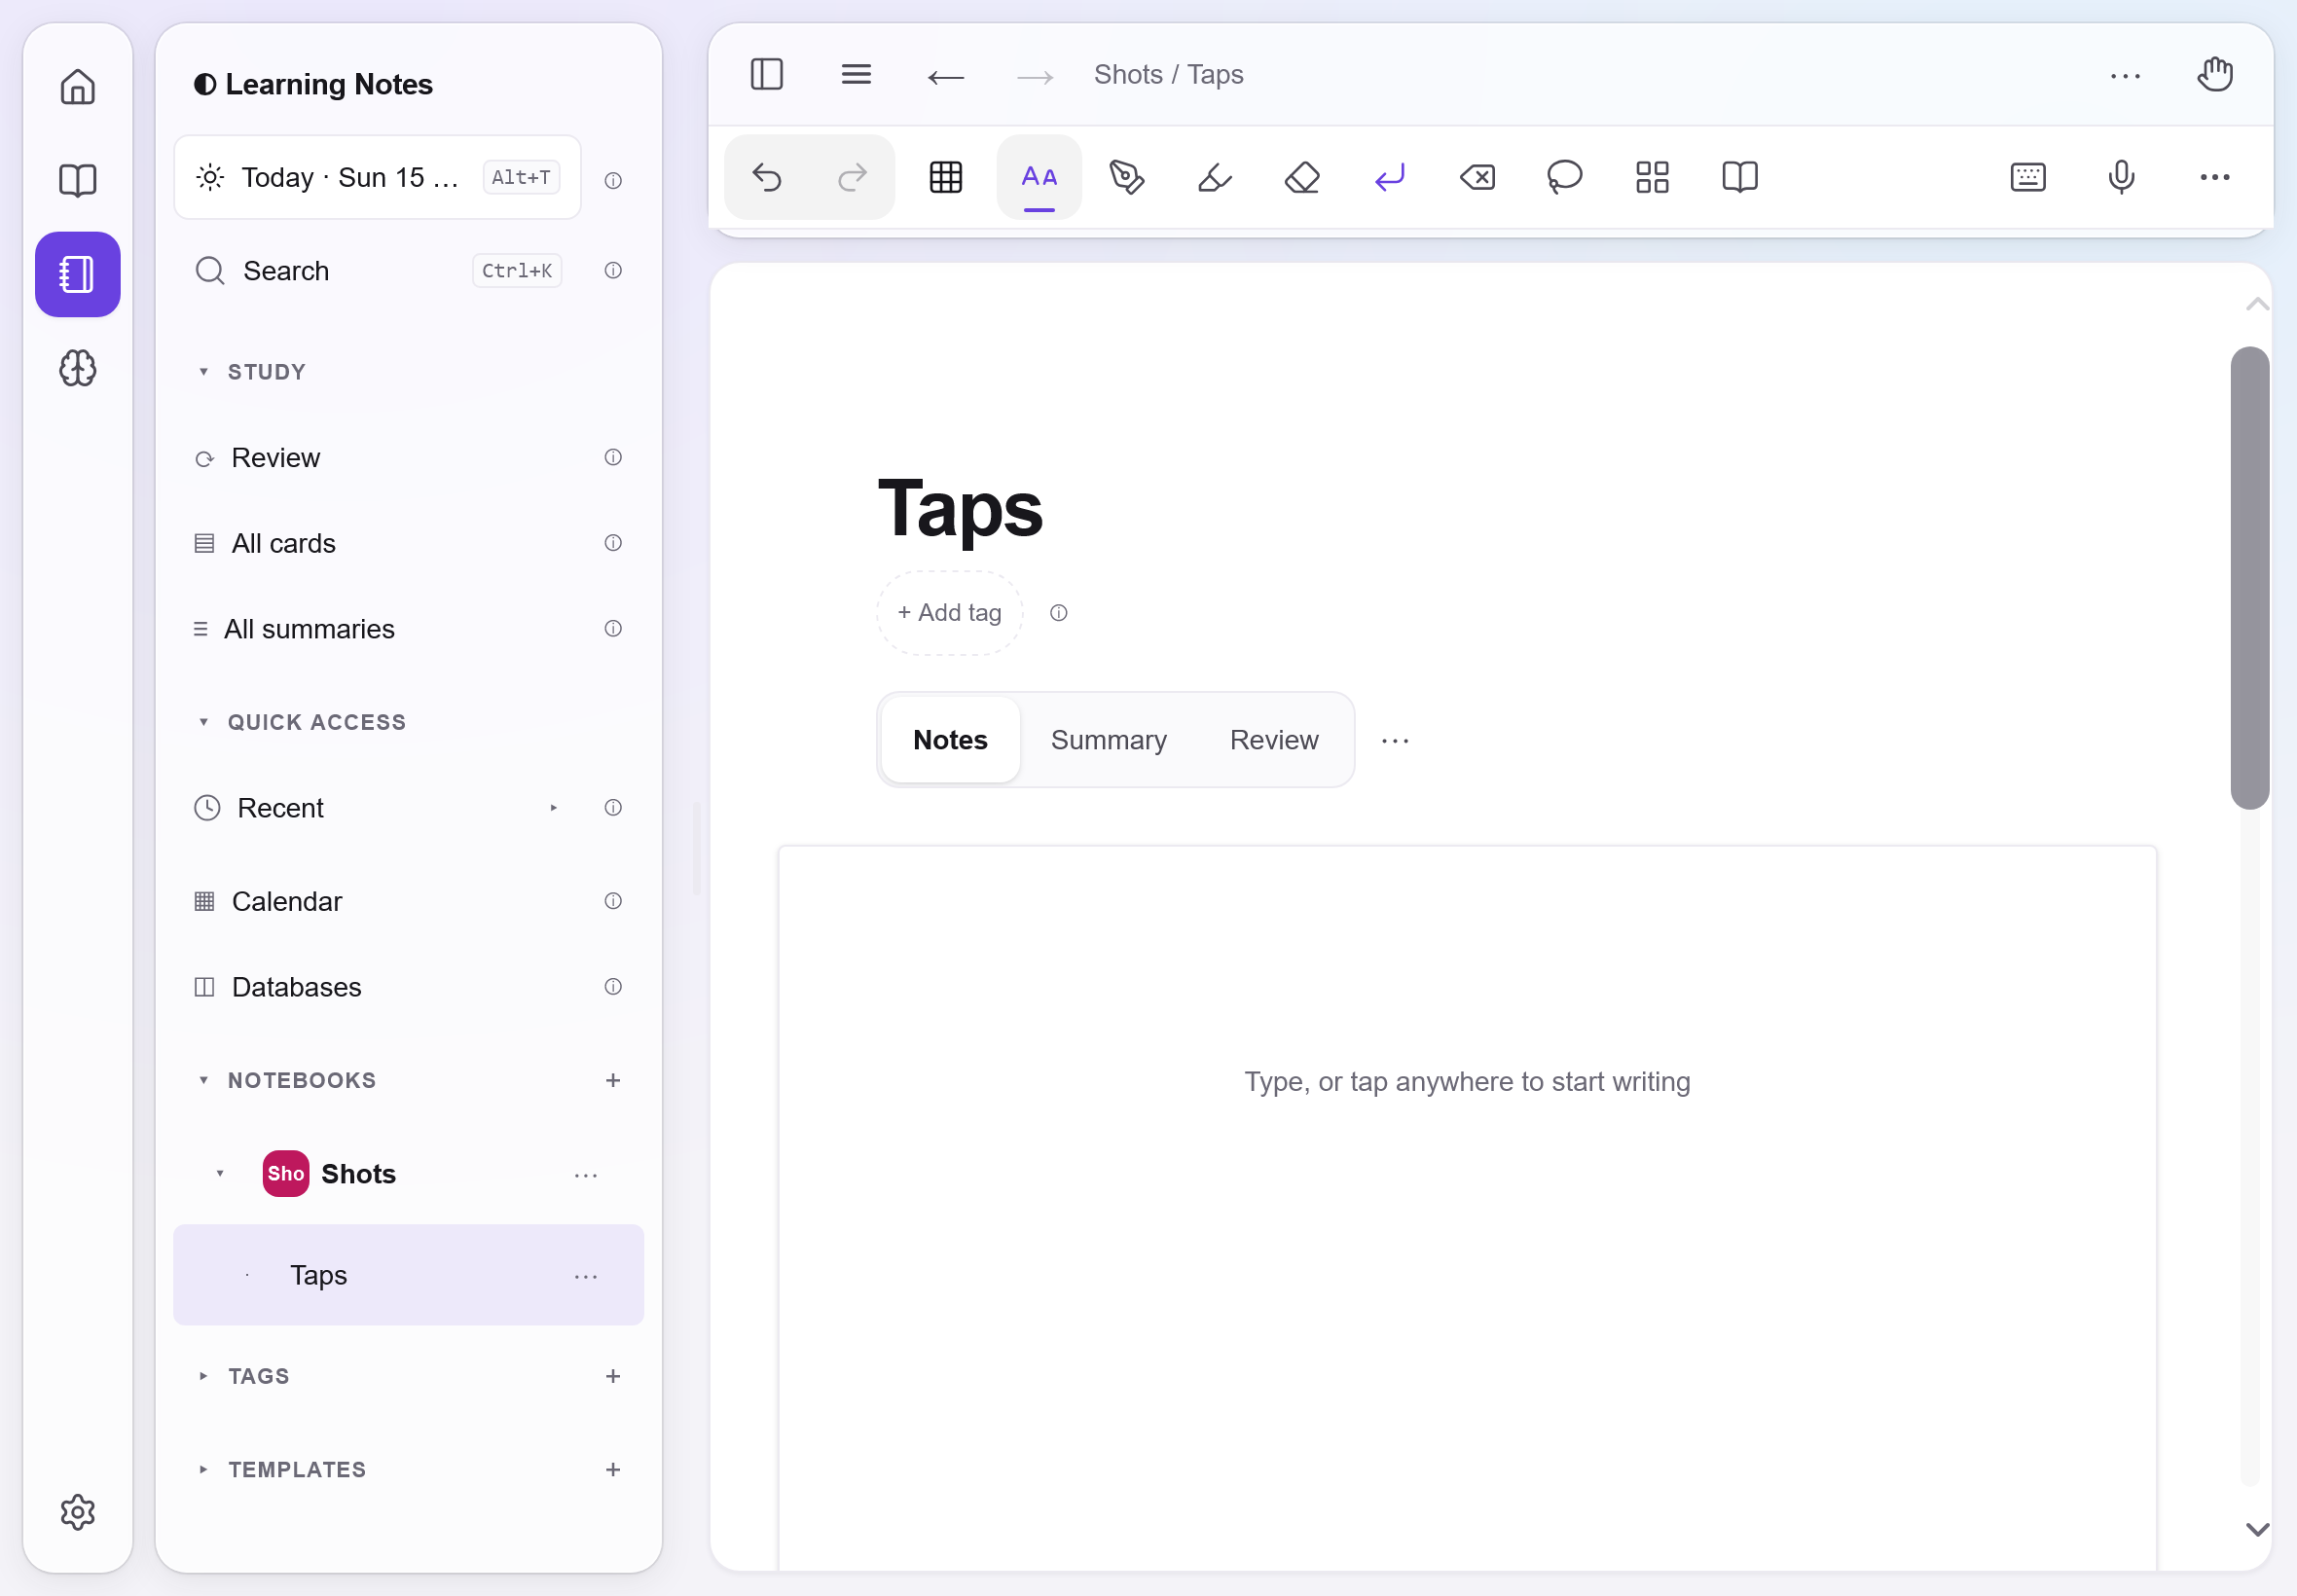 Learning Notes
Today · Sun 15 ...
Alt+T
Search
Ctrl+K
STUDY
Review
All cards
All summaries
QUICK ACCESS
Recent
Calendar
Databases
NOTEBOOKS
+
Sho
Shots
...
Taps
...
TAGS
+
TEMPLATES
+
Shots / Taps
...
AA
Taps
+ Add tag
Notes
Summary
Review
...
Type, or tap anywhere to start writing